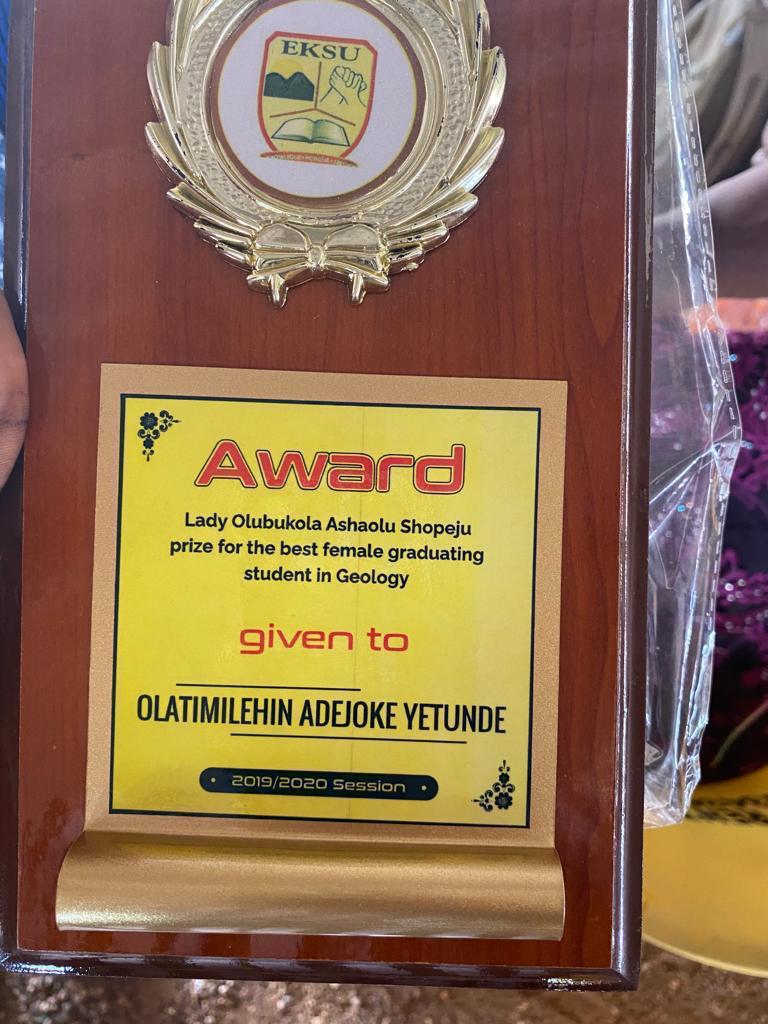 EKSU
Award
Lady Olubukola Ashaolu Shopeju
prize for the best female graduating
student in Geology
given to
OLATIMILEHIN ADEJOKE YETUNDE
2019/2020 Session